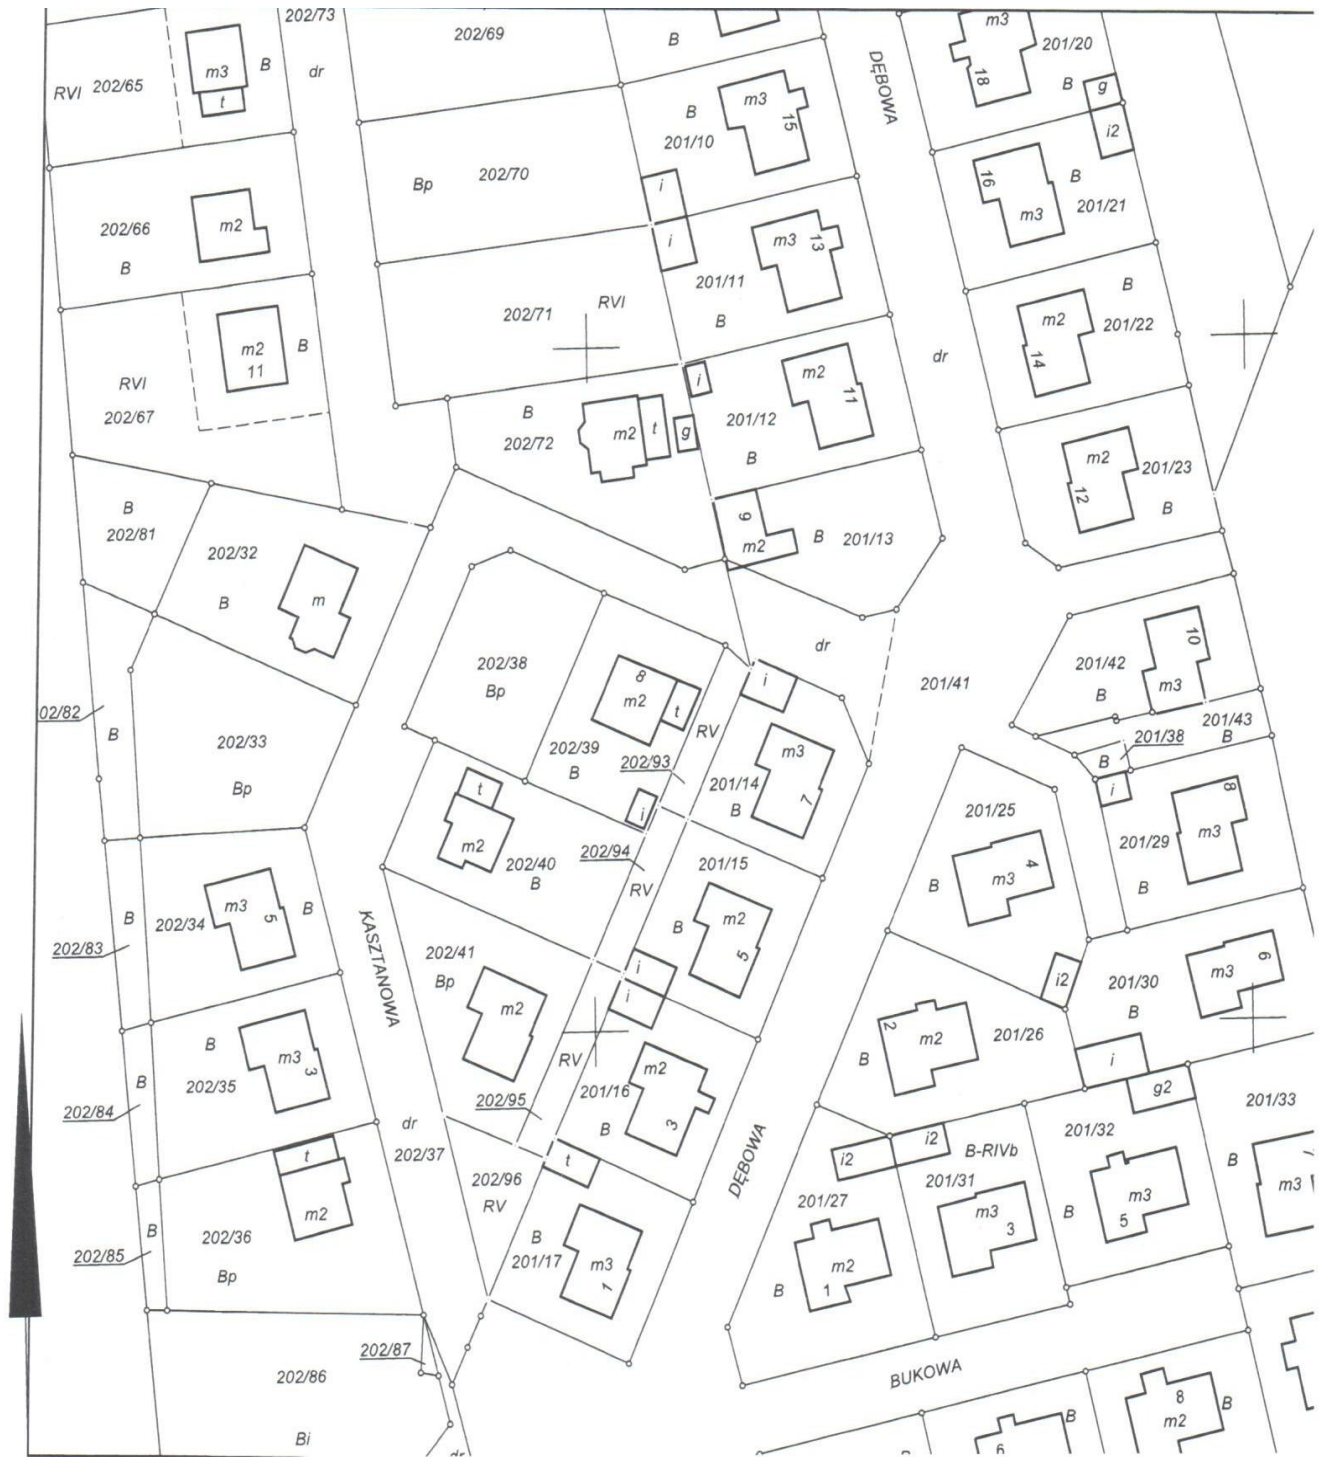 202/73
202/69
B
m3
201/20
m3
B
dr
DĘBOWA
18
B
g
RVI
202/65
t
B
201/10
m3
15
i2
Bp
202/70
i
16
m3
B
201/21
202/66
m2
B
i
m3
13
201/11
B
202/71
RVI
m2
14
B
201/22
m2
11
B
RVI
202/67
dr
i
m2
11
B
202/72
m2
t
g
201/12
B
m2
12
201/23
B
B
202/81
9
m2
B
201/13
202/32
B
m
202/38
Bp
8
m2
t
dr
i
201/41
10
m3
201/42
B
02/82
B
202/33
Bp
202/39
B
202/93
RV
m3
7
201/14
B
201/43
B
201/38
B
i
t
m2
i
202/40
B
202/94
RV
201/15
201/25
B
m3
4
8
m3
201/29
B
B
202/83
202/34
m3
5
B
KASZTANOWA
202/41
Bp
m2
B
m2
5
i
i
i2
201/30
B
m3
6
2
m2
B
201/26
B
202/35
m3
3
B
202/84
RV
202/95
201/16
B
m2
3
i
g2
201/33
dr
202/37
t
m2
202/96
RV
t
DĘBOWA
i2
i2
B-RIVb
201/31
201/32
B
m3
B
202/85
202/36
Bp
B
201/17
m3
1
201/27
B
m2
1
m3
3
B
m3
5
202/87
202/86
Bi
dr
BUKOWA
6
B
8
m2
B